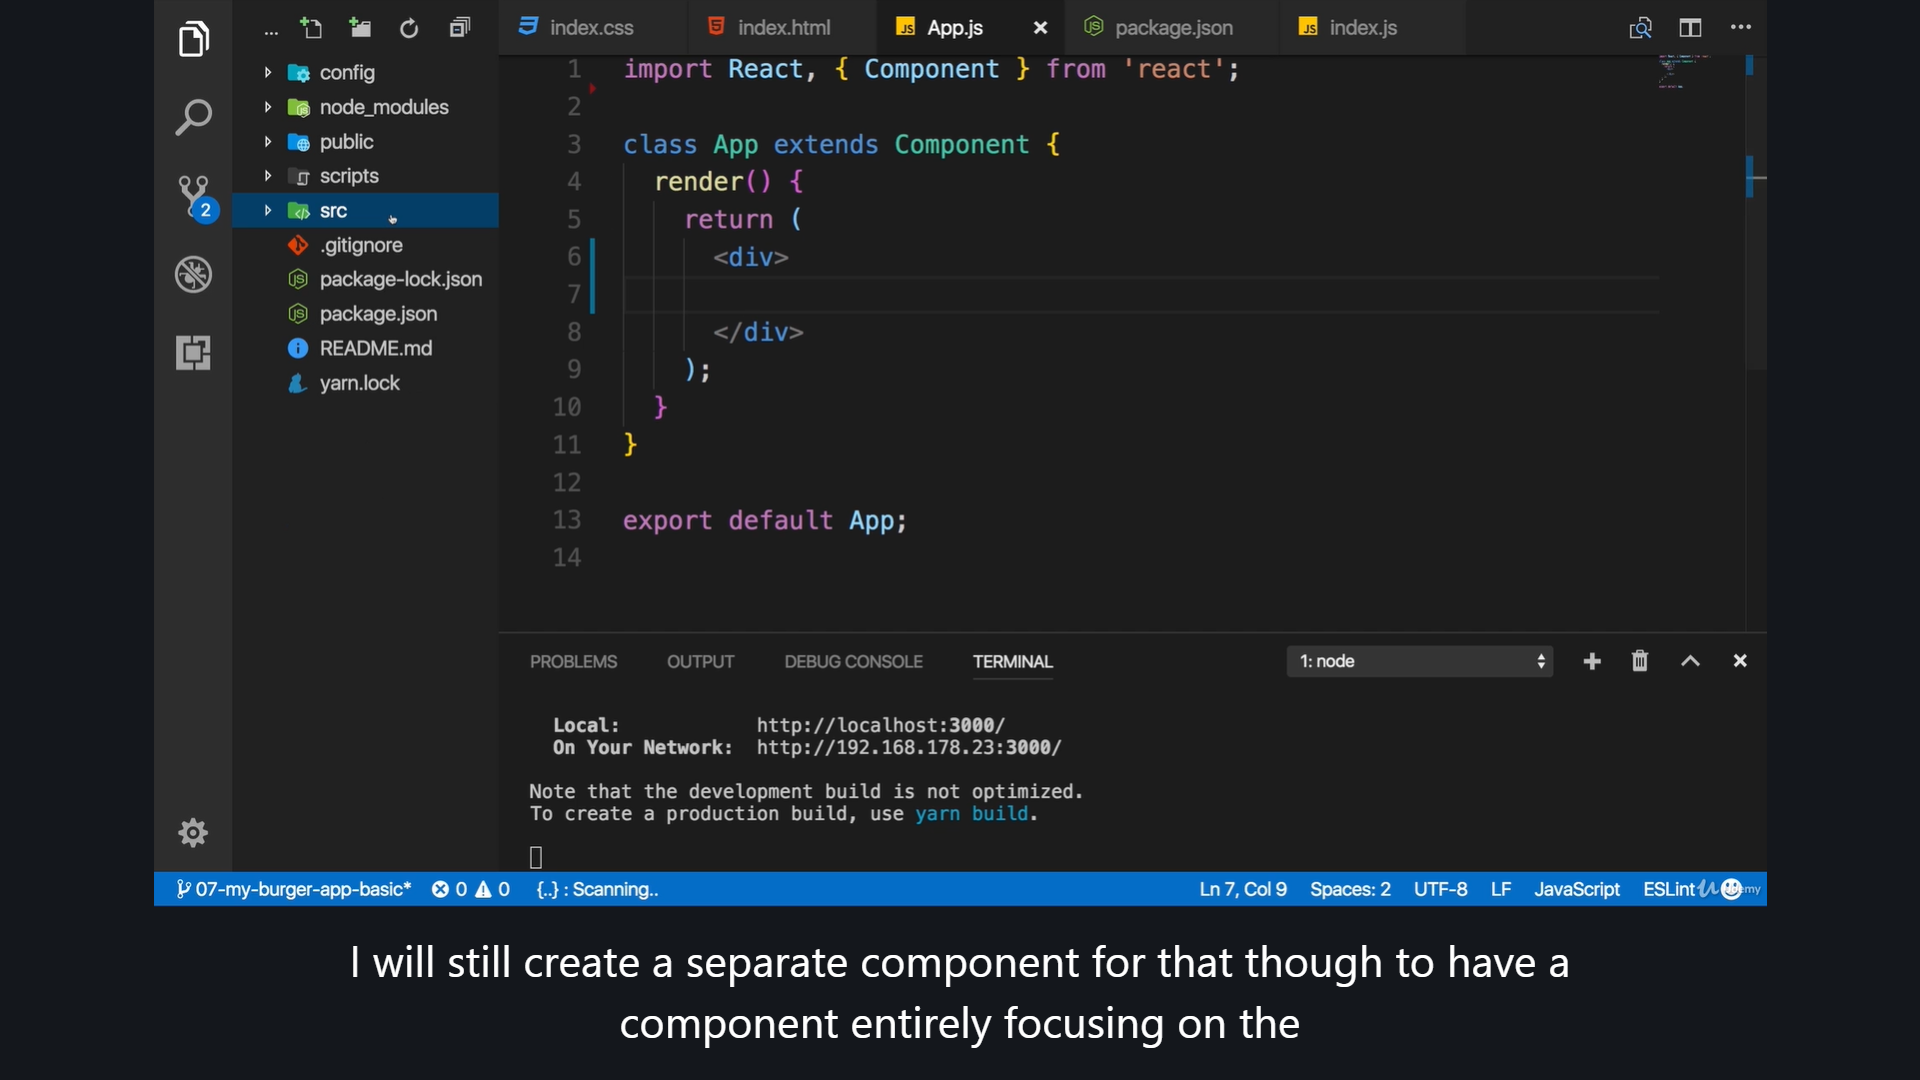 ...
index.css
index.html
App.js
package.json
index.js
config
node_modules
public
scripts
src
.gitignore
package-lock.json
package.json
README.md
yarn.lock
2
1 import React, { Component } from 'react';
2
3 class App extends Component {
4 render() {
5 return (
6 <div>
7
8 </div>
9 );
10 }
11 }
12
13 export default App;
14
PROBLEMS OUTPUT DEBUG CONSOLE TERMINAL 1: node
Local: http://localhost:3000/
On Your Network: http://192.168.178.23:3000/
Note that the development build is not optimized.
To create a production build, use yarn build.
07-my-burger-app-basic* 0 0 {..} : Scanning.. Ln 7, Col 9 Spaces: 2 UTF-8 LF JavaScript ESLint
I will still create a separate component for that though to have a
component entirely focusing on the